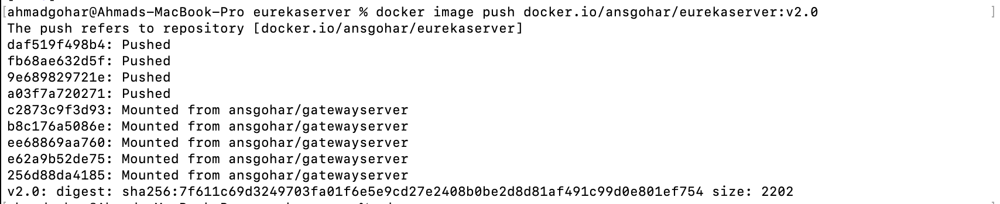 [ahmadgohar@Ahmads-MacBook-Pro eurekaserver % docker image push docker.io/ansgohar/eurekaserver:v2.0 ]
The push refers to repository [docker.io/ansgohar/eurekaserver]
daf519f498b4: Pushed
fb68ae632d5f: Pushed
9e689829721e: Pushed
a03f7a720271: Pushed
c2873c9f3d93: Mounted from ansgohar/gatewayserver
b8c176a5086e: Mounted from ansgohar/gatewayserver
ee68869aa760: Mounted from ansgohar/gatewayserver
e62a9b52de75: Mounted from ansgohar/gatewayserver
256d88da4185: Mounted from ansgohar/gatewayserver
v2.0: digest: sha256:7f611c69d3249703fa01f6e5e9cd27e2408b0be2d8d81af491c99d0e801ef754 size: 2202